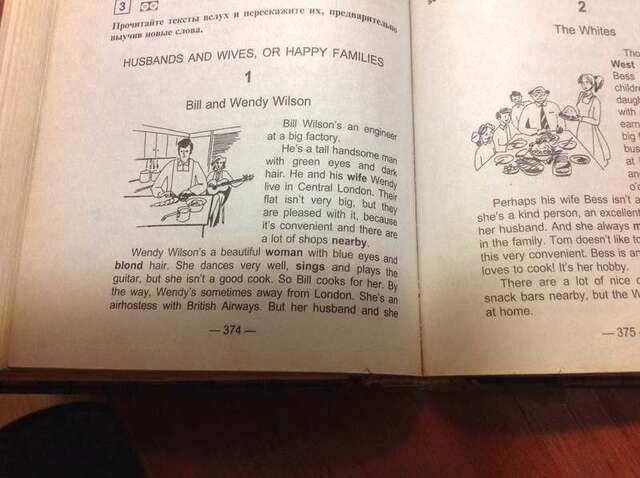 3
Прочитайте тексты вслух и перескажите их, предварительно
выучив новые слова.
HUSBANDS AND WIVES, OR HAPPY FAMILIES
1
Bill and Wendy Wilson
Bill Wilson's an engineer
at a big factory.
He's a tall handsome man
with green eyes and dark
hair. He and his wife Wendy
live in Central London. Their
flat isn't very big, but they
are pleased with it, because
it's convenient and there are
a lot of shops nearby.
Wendy Wilson's a beautiful woman with blue eyes and
blond hair. She dances very well, sings and plays the
guitar, but she isn't a good cook. So Bill cooks for her. By
the way, Wendy's sometimes away from London. She's an
airhostess with British Airways. But her husband and she
— 374 —
2
The Whites
Tho
West
Bess
childre
daugh
with
earn
big
bus
at
an
o'
Perhaps his wife Bess isn't a
she's a kind person, an excellent
her husband. And she always m
in the family. Tom doesn't like to
this very convenient. Bess is an
loves to cook! It's her hobby.
There are a lot of nice c
snack bars nearby, but the W
at home.
— 375